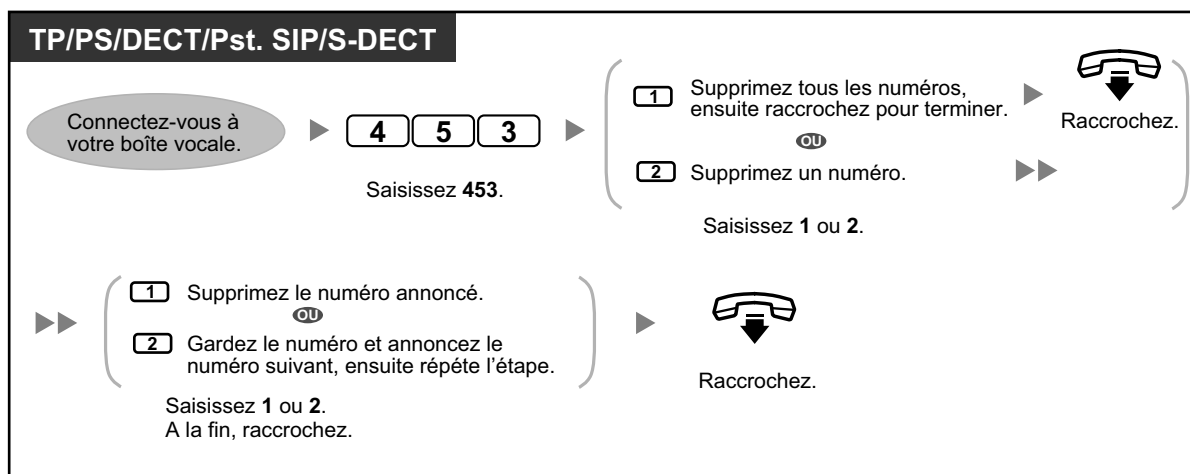 TP/PS/DECT/Pst. SIP/S-DECT
Connectez-vous à
votre boîte vocale.
4 5 3
Saisissez 453.
1 Supprimez tous les numéros,
ensuite raccrochez pour terminer.
OU
2 Supprimez un numéro.
Saisissez 1 ou 2.
Raccrochez.
1 Supprimez le numéro annoncé.
OU
2 Gardez le numéro et annoncez le
numéro suivant, ensuite répéte l’étape.
Saisissez 1 ou 2.
A la fin, raccrochez.
Raccrochez.